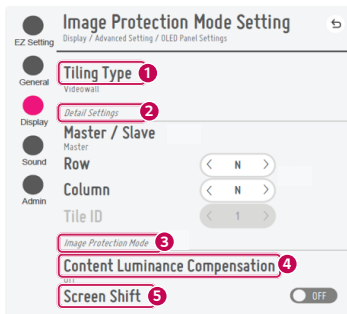 Image Protection Mode Setting
Display / Advanced Setting / OLED Panel Settings
EZ Setting
General
Display
Sound
Admin
Tiling Type 1
Videowall
Detail Settings 2
Master / Slave
Master
Row < N >
Column < N >
Tile ID < 1 >
Image Protection Mode 3
Content Luminance Compensation 4
Off
Screen Shift 5 OFF